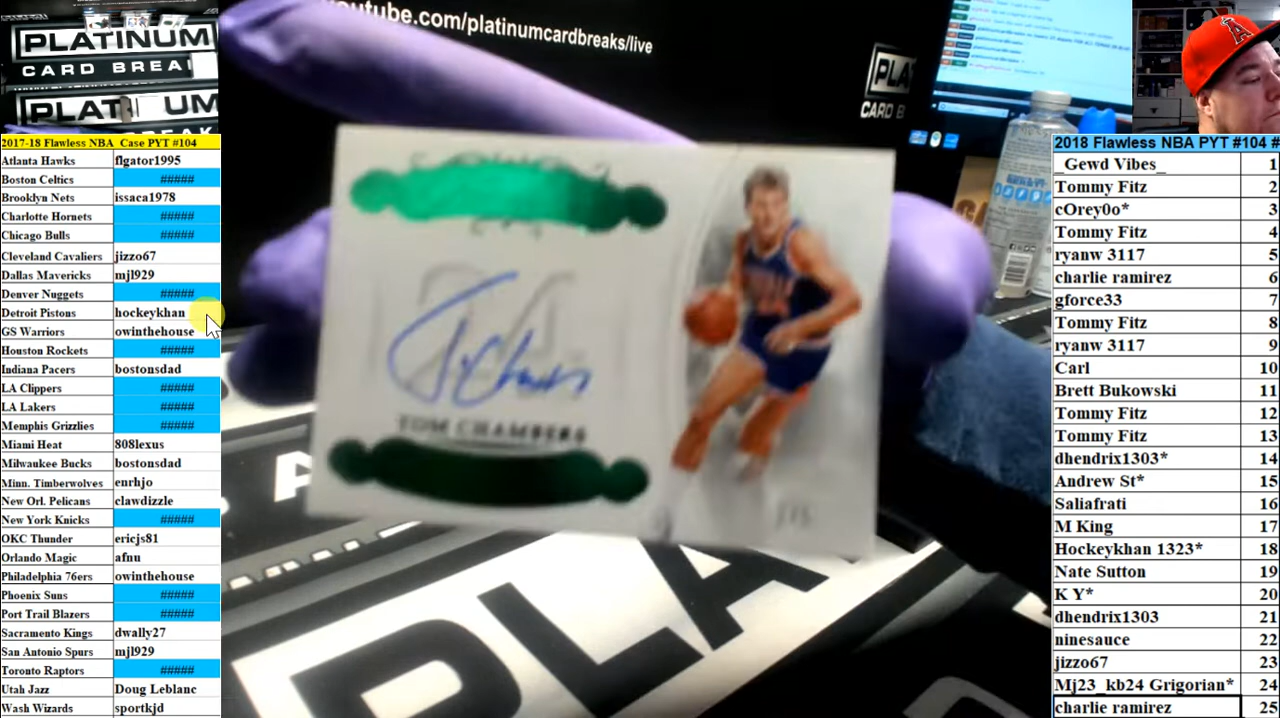 PLATINUM
CARD BREA
PLAT UM
BREAK
youtube.com/platinumcardbreaks/live
PLA
CARD B
2017-18 Flawless NBA Case PYT #104
Atlanta Hawks flgator1995
Boston Celtics #####
Brooklyn Nets issaca1978
Charlotte Hornets #####
Chicago Bulls #####
Cleveland Cavaliers jizzo67
Dallas Mavericks mjl929
Denver Nuggets #####
Detroit Pistons hockeykhan
GS Warriors owinthehouse
Houston Rockets #####
Indiana Pacers bostonsdad
LA Clippers #####
LA Lakers #####
Memphis Grizzlies #####
Miami Heat 808lexus
Milwaukee Bucks bostonsdad
Minn. Timberwolves enrhjo
New Orl. Pelicans clawdizzle
New York Knicks #####
OKC Thunder ericjs81
Orlando Magic afnu
Philadelphia 76ers owinthehouse
Phoenix Suns #####
Port Trail Blazers #####
Sacramento Kings dwally27
San Antonio Spurs mjl929
Toronto Raptors #####
Utah Jazz Doug Leblanc
Wash Wizards sportkjd
TOM CHAMBERS
PLA
2018 Flawless NBA PYT #104 #
_Gewd Vibes_ 1
Tommy Fitz 2
cOrey0o* 3
Tommy Fitz 4
ryanw 3117 5
charlie ramirez 6
gforce33 7
Tommy Fitz 8
ryanw 3117 9
Carl 10
Brett Bukowski 11
Tommy Fitz 12
Tommy Fitz 13
dhendrix1303* 14
Andrew St* 15
Saliafrati 16
M King 17
Hockeykhan 1323* 18
Nate Sutton 19
K Y* 20
dhendrix1303 21
ninesauce 22
jizzo67 23
Mj23_kb24 Grigorian* 24
charlie ramirez 25